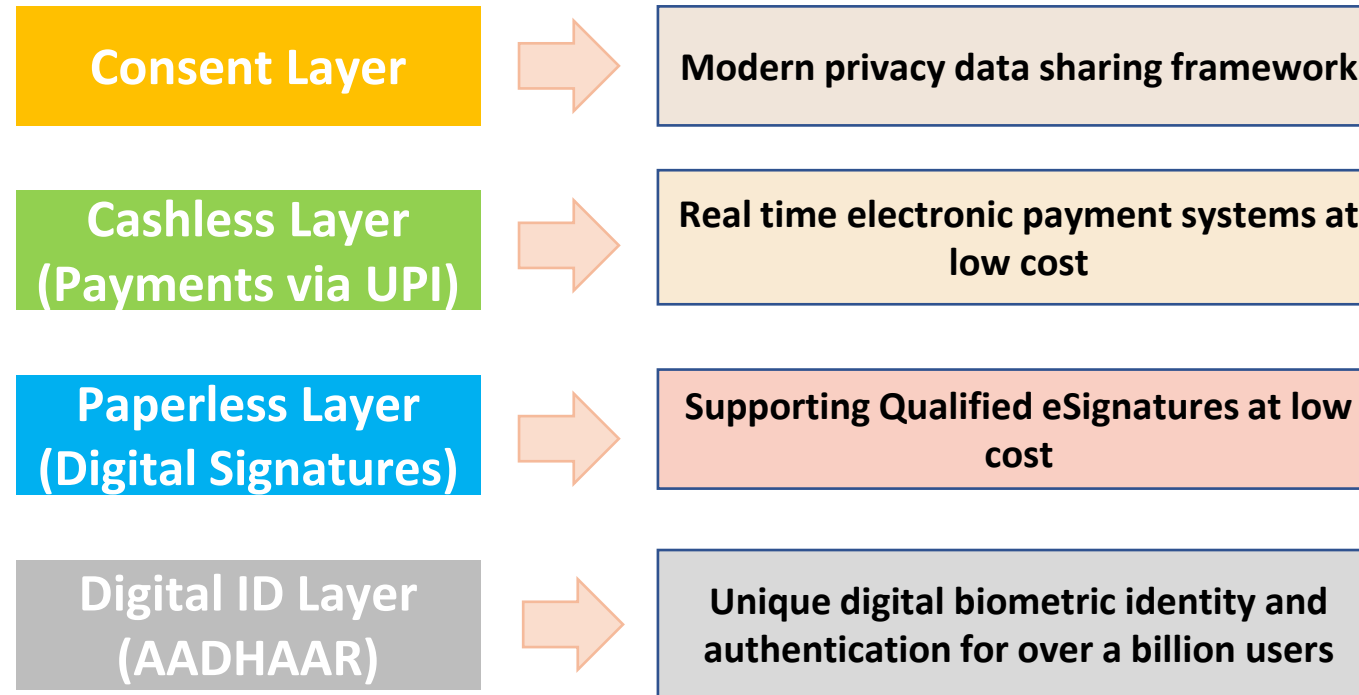 Consent Layer
Modern privacy data sharing framework
Cashless Layer
(Payments via UPI)
Real time electronic payment systems at
low cost
Paperless Layer
(Digital Signatures)
Supporting Qualified eSignatures at low
cost
Digital ID Layer
(AADHAAR)
Unique digital biometric identity and
authentication for over a billion users